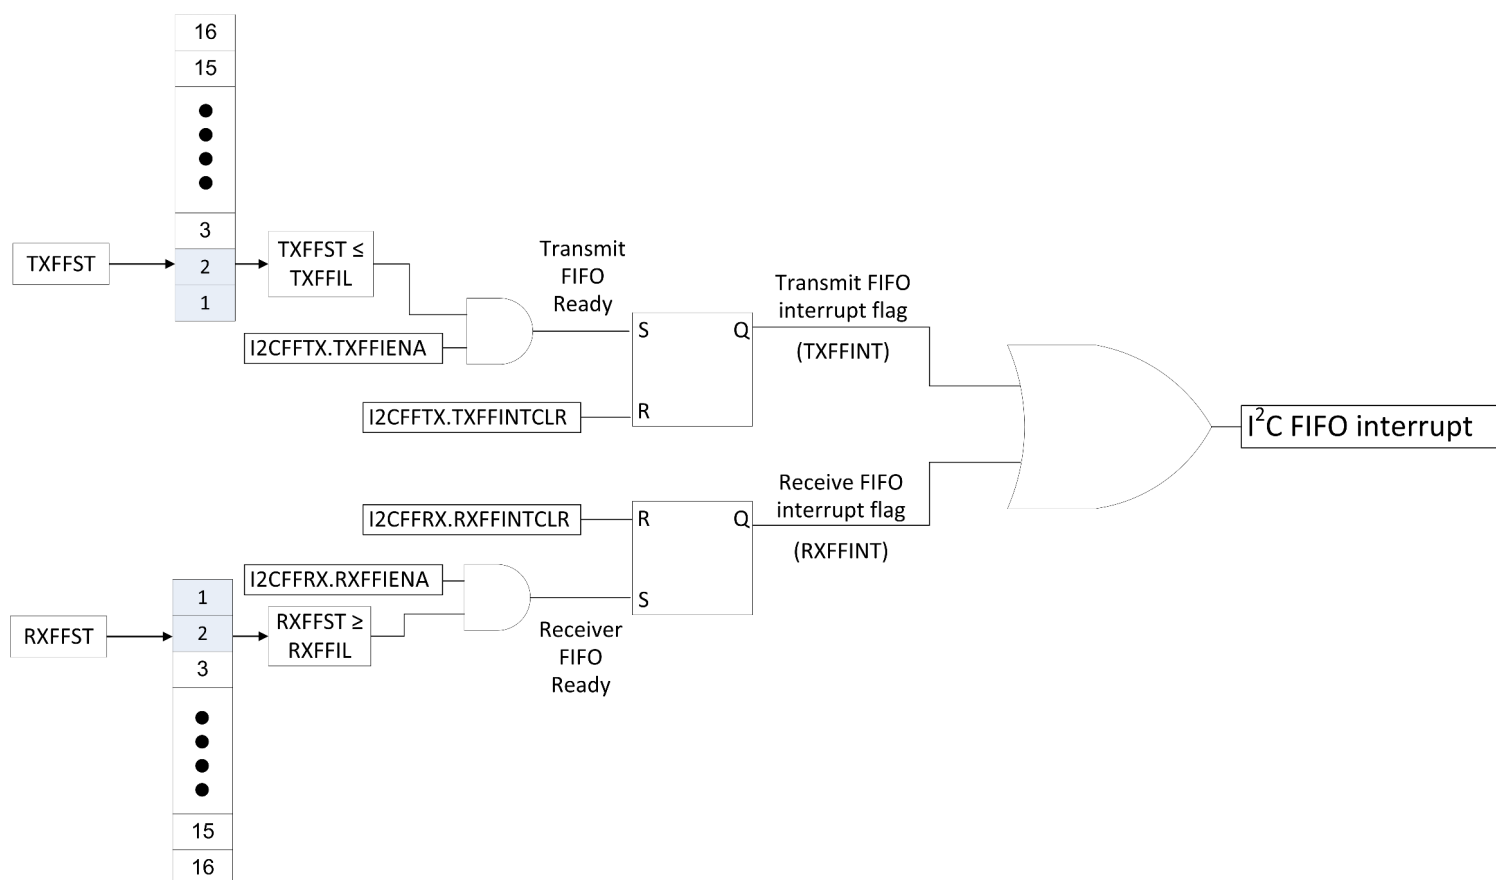 16
15
3
TXFFST
2
1
TXFFST ≤
TXFFIL
I2CFFTX.TXFFIENA
Transmit
FIFO
Ready
I2CFFTX.TXFFINTCLR
S
Q
R
Transmit FIFO
interrupt flag
(TXFFINT)
I²C FIFO interrupt
Receive FIFO
interrupt flag
(RXFFINT)
I2CFFRX.RXFFINTCLR
R
Q
S
I2CFFRX.RXFFIENA
1
RXFFST
2
3
RXFFST ≥
RXFFIL
Receiver
FIFO
Ready
15
16